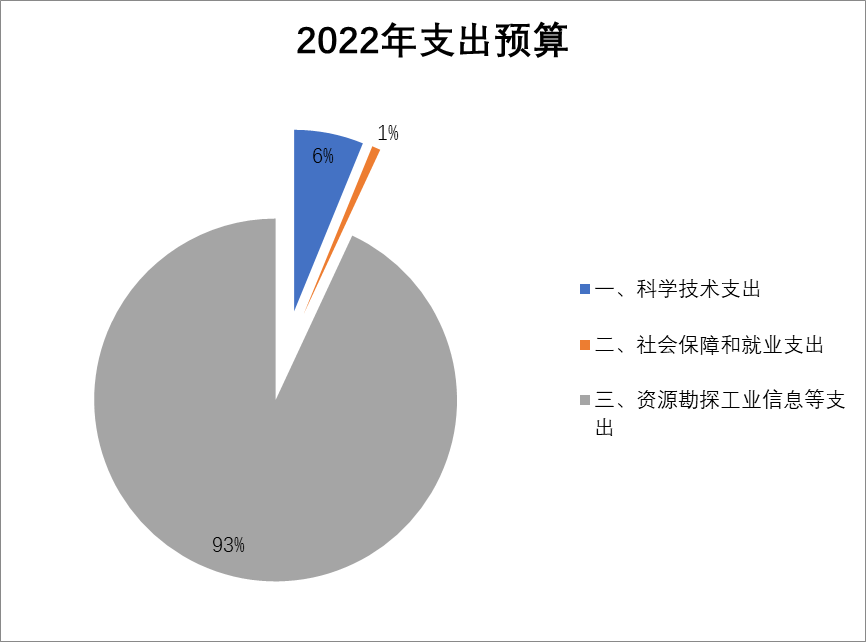 2022年支出预算
1%
6%
一、科学技术支出
二、社会保障和就业支出
三、资源勘探工业信息等支
出
93%